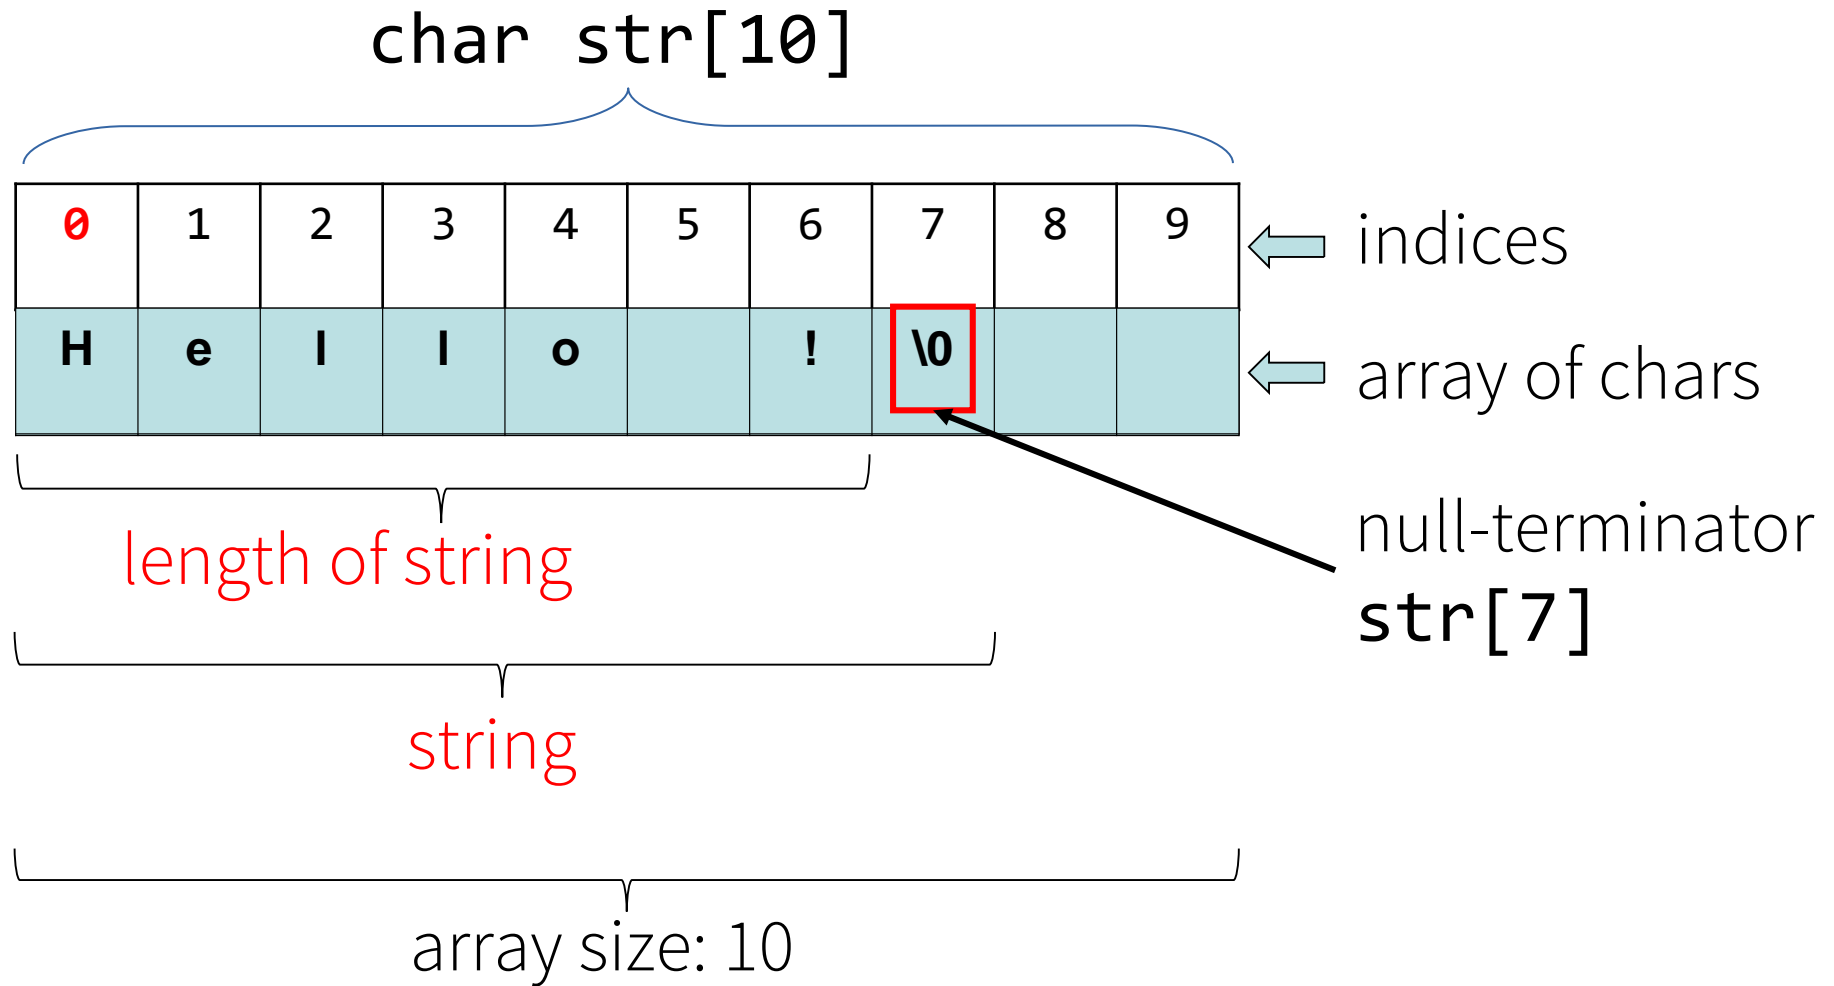 char str[10]
0 1 2 3 4 5 6 7 8 9
indices
H e l l o ! \0
array of chars
length of string
null-terminator
str[7]
string
array size: 10